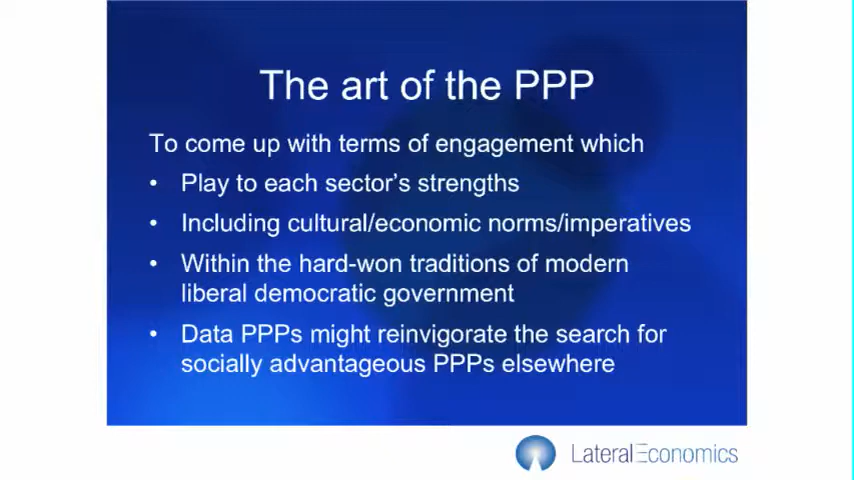 The art of the PPP
To come up with terms of engagement which
• Play to each sector's strengths
• Including cultural/economic norms/imperatives
• Within the hard-won traditions of modern
liberal democratic government
• Data PPPs might reinvigorate the search for
socially advantageous PPPs elsewhere
LateralEconomics